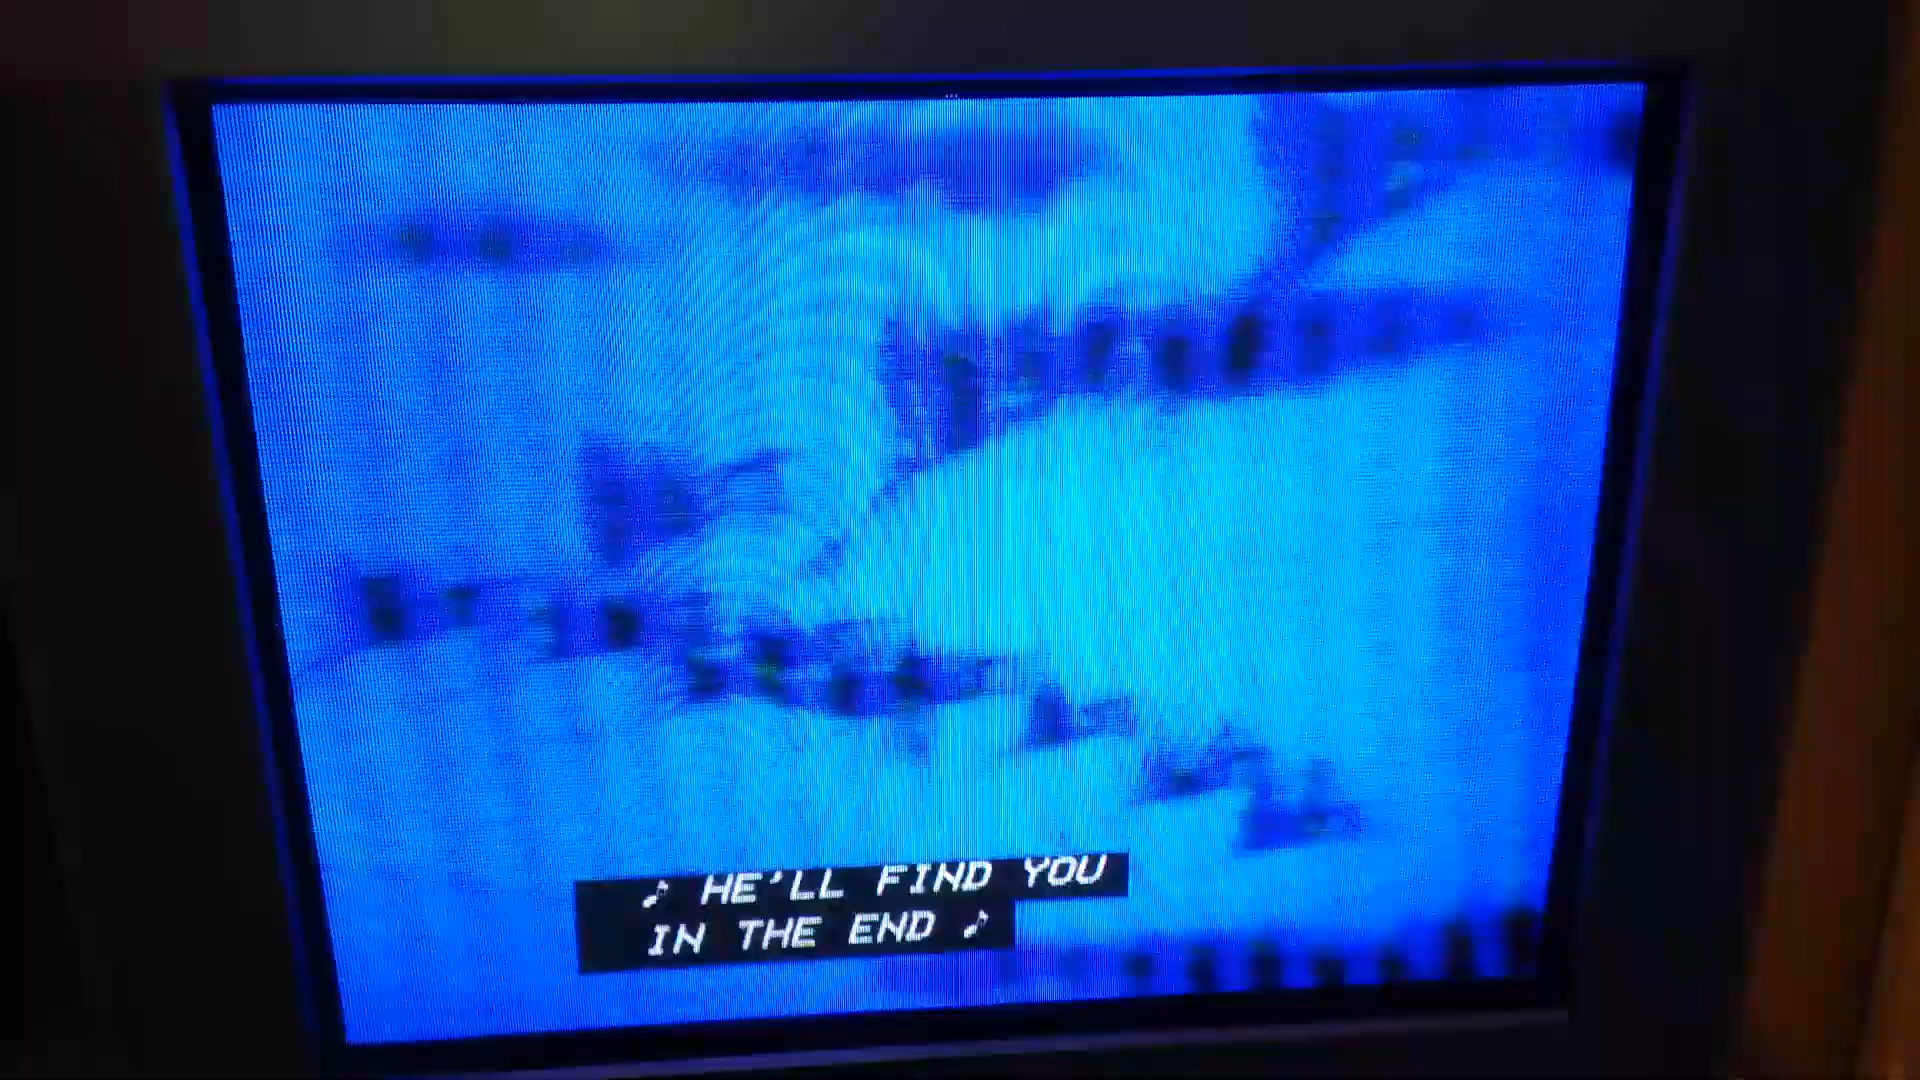 ♪ HE'LL FIND YOU
IN THE END ♪